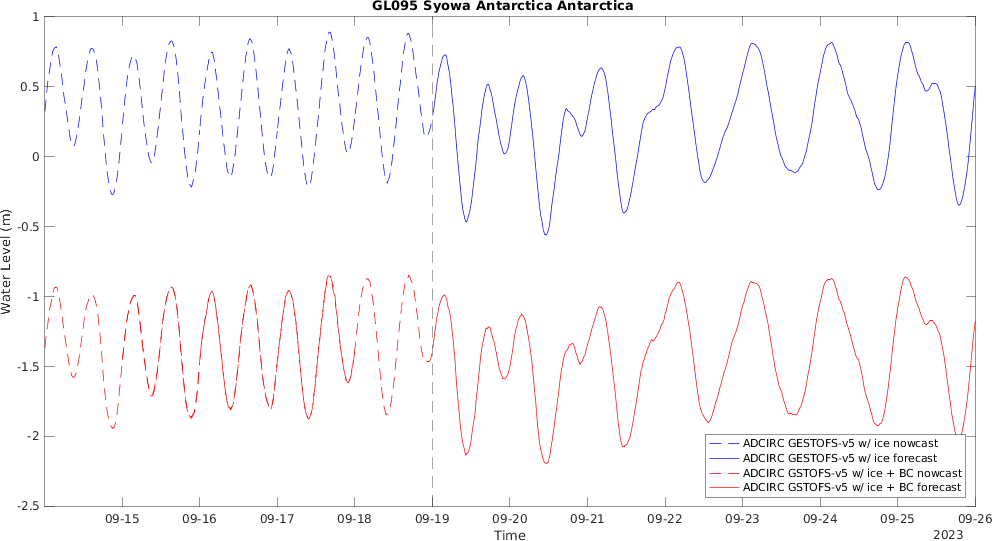 GL095 Syowa Antarctica Antarctica
1
0.5
0
-0.5
-1
-1.5
-2
-2.5
Water Level (m)
ADCIRC GESTOFS-v5 w/ ice nowcast
ADCIRC GESTOFS-v5 w/ ice forecast
ADCIRC GSTOFS-v5 w/ ice + BC nowcast
ADCIRC GSTOFS-v5 w/ ice + BC forecast
09-15 09-16 09-17 09-18 09-19 09-20 09-21 09-22 09-23 09-24 09-25 09-26
Time
2023